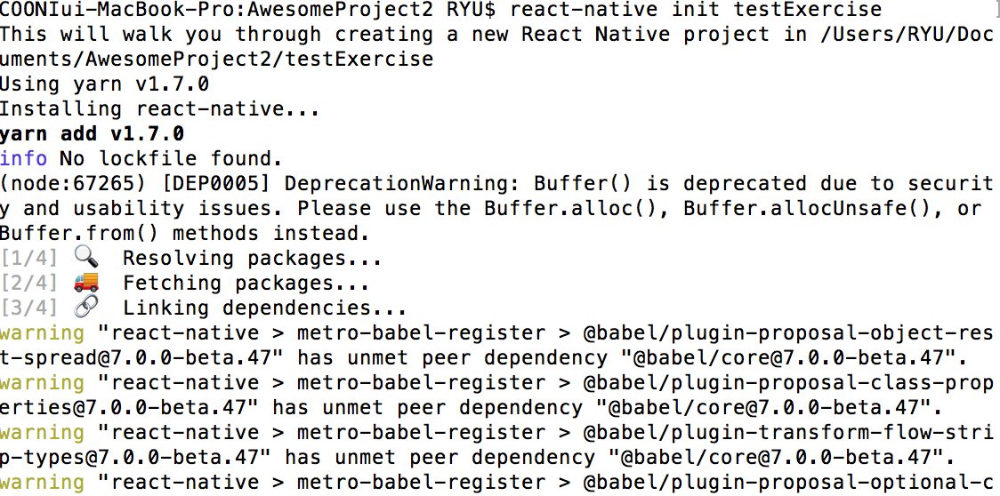 COONIui-MacBook-Pro:AwesomeProject2 RYU$ react-native init testExercise ]
This will walk you through creating a new React Native project in /Users/RYU/Doc
uments/AwesomeProject2/testExercise
Using yarn v1.7.0
Installing react-native...
yarn add v1.7.0
info No lockfile found.
(node:67265) [DEP0005] DeprecationWarning: Buffer() is deprecated due to securit
y and usability issues. Please use the Buffer.alloc(), Buffer.allocUnsafe(), or
Buffer.from() methods instead.
[1/4] 🔍 Resolving packages...
[2/4] 🚚 Fetching packages...
[3/4] 🔗 Linking dependencies...
warning "react-native > metro-babel-register > @babel/plugin-proposal-object-res
t-spread@7.0.0-beta.47" has unmet peer dependency "@babel/core@7.0.0-beta.47".
warning "react-native > metro-babel-register > @babel/plugin-proposal-class-prop
erties@7.0.0-beta.47" has unmet peer dependency "@babel/core@7.0.0-beta.47".
warning "react-native > metro-babel-register > @babel/plugin-transform-flow-stri
p-types@7.0.0-beta.47" has unmet peer dependency "@babel/core@7.0.0-beta.47".
warning "react-native > metro-babel-register > @babel/plugin-proposal-optional-c